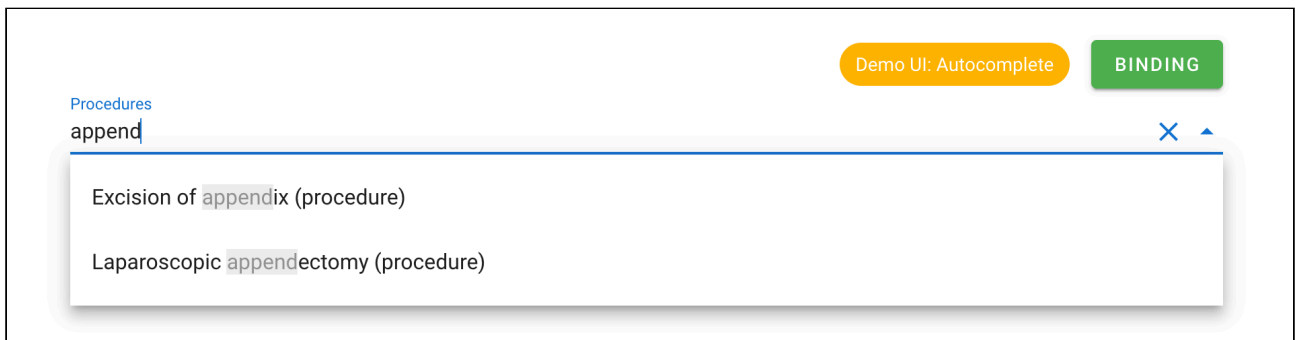 Demo UI: Autocomplete BINDING
Procedures
append
Excision of appendix (procedure)
Laparoscopic appendectomy (procedure)